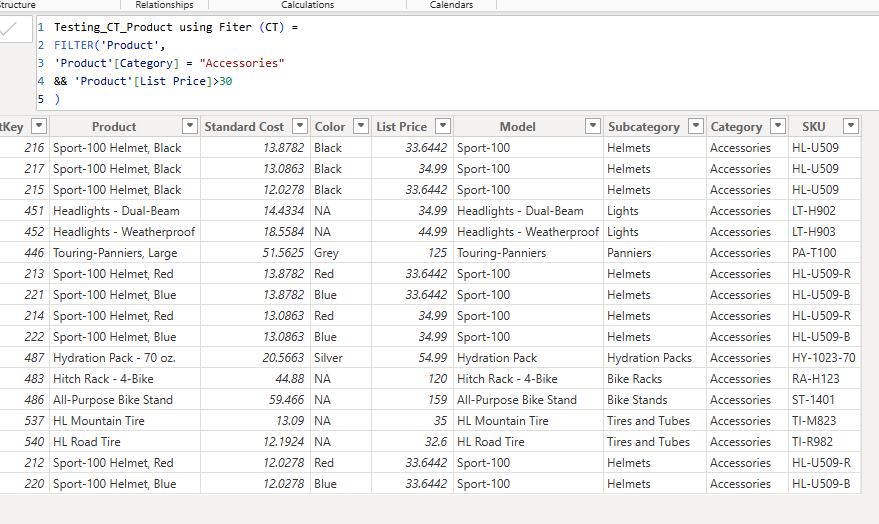 tructure Relationships Calculations Calendars
1 Testing_CT_Product using Fiter (CT) =
2 FILTER('Product',
3 'Product'[Category] = "Accessories"
4 && 'Product'[List Price]>30
5 )
tKey Product Standard Cost Color List Price Model Subcategory Category SKU
216 Sport-100 Helmet, Black 13.8782 Black 33.6442 Sport-100 Helmets Accessories HL-U509
217 Sport-100 Helmet, Black 13.0863 Black 34.99 Sport-100 Helmets Accessories HL-U509
215 Sport-100 Helmet, Black 12.0278 Black 33.6442 Sport-100 Helmets Accessories HL-U509
451 Headlights - Dual-Beam 14.4334 NA 34.99 Headlights - Dual-Beam Lights Accessories LT-H902
452 Headlights - Weatherproof 18.5584 NA 44.99 Headlights - Weatherproof Lights Accessories LT-H903
446 Touring-Panniers, Large 51.5625 Grey 125 Touring-Panniers Panniers Accessories PA-T100
213 Sport-100 Helmet, Red 13.8782 Red 33.6442 Sport-100 Helmets Accessories HL-U509-R
221 Sport-100 Helmet, Blue 13.8782 Blue 33.6442 Sport-100 Helmets Accessories HL-U509-B
214 Sport-100 Helmet, Red 13.0863 Red 34.99 Sport-100 Helmets Accessories HL-U509-R
222 Sport-100 Helmet, Blue 13.0863 Blue 34.99 Sport-100 Helmets Accessories HL-U509-B
487 Hydration Pack - 70 oz. 20.5663 Silver 54.99 Hydration Pack Hydration Packs Accessories HY-1023-70
483 Hitch Rack - 4-Bike 44.88 NA 120 Hitch Rack - 4-Bike Bike Racks Accessories RA-H123
486 All-Purpose Bike Stand 59.466 NA 159 All-Purpose Bike Stand Bike Stands Accessories ST-1401
537 HL Mountain Tire 13.09 NA 35 HL Mountain Tire Tires and Tubes Accessories TI-M823
540 HL Road Tire 12.1924 NA 32.6 HL Road Tire Tires and Tubes Accessories TI-R982
212 Sport-100 Helmet, Red 12.0278 Red 33.6442 Sport-100 Helmets Accessories HL-U509-R
220 Sport-100 Helmet, Blue 12.0278 Blue 33.6442 Sport-100 Helmets Accessories HL-U509-B